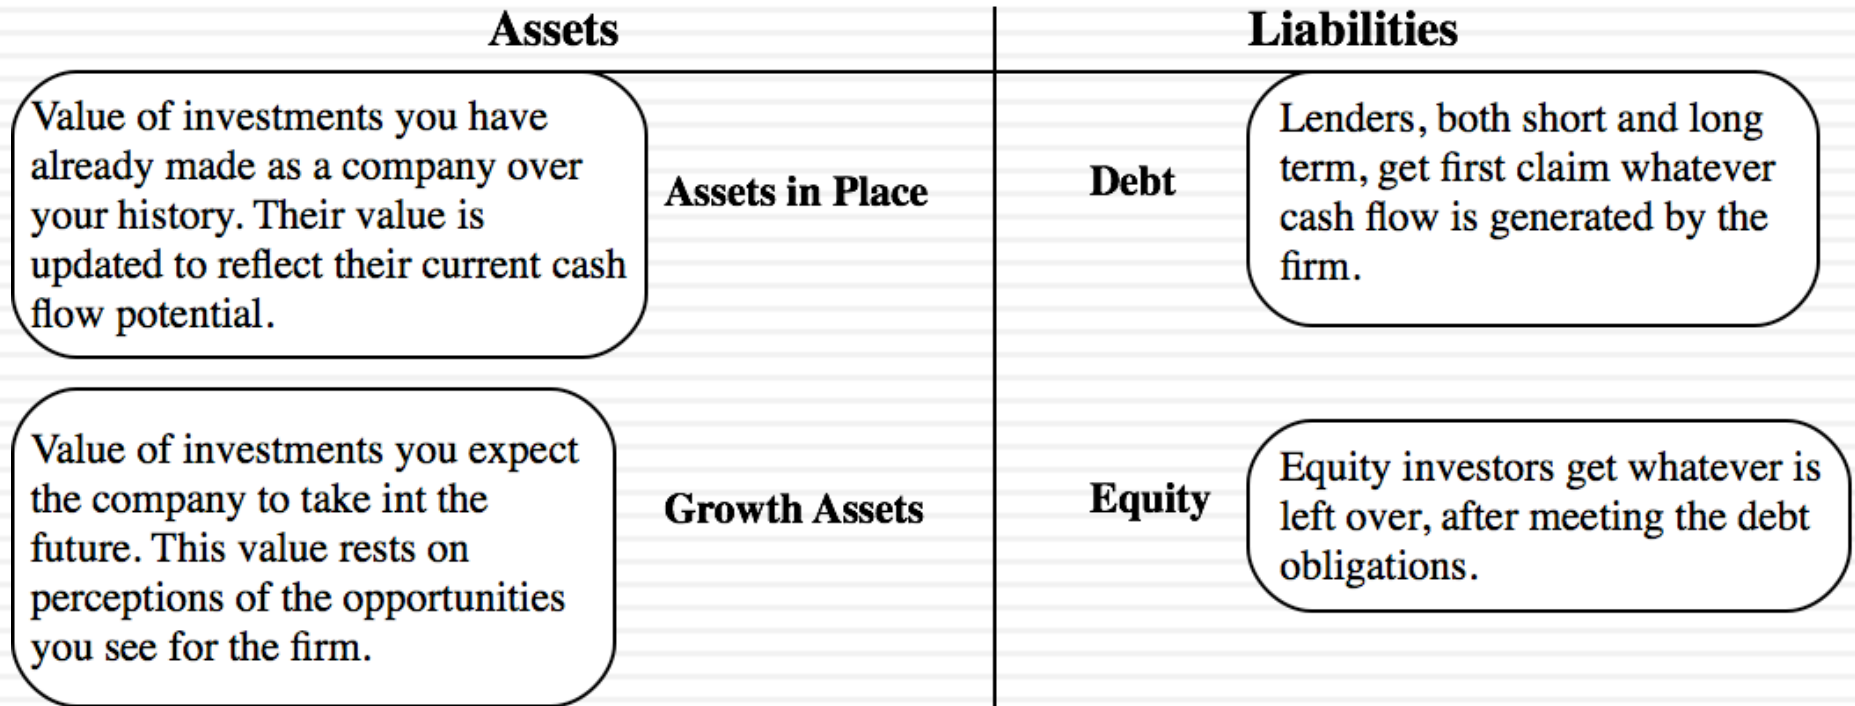 Assets
Liabilities
Value of investments you have
already made as a company over
your history. Their value is
updated to reflect their current cash
flow potential.
Assets in Place
Debt
Lenders, both short and long
term, get first claim whatever
cash flow is generated by the
firm.
Value of investments you expect
the company to take int the
future. This value rests on
perceptions of the opportunities
you see for the firm.
Growth Assets
Equity
Equity investors get whatever is
left over, after meeting the debt
obligations.